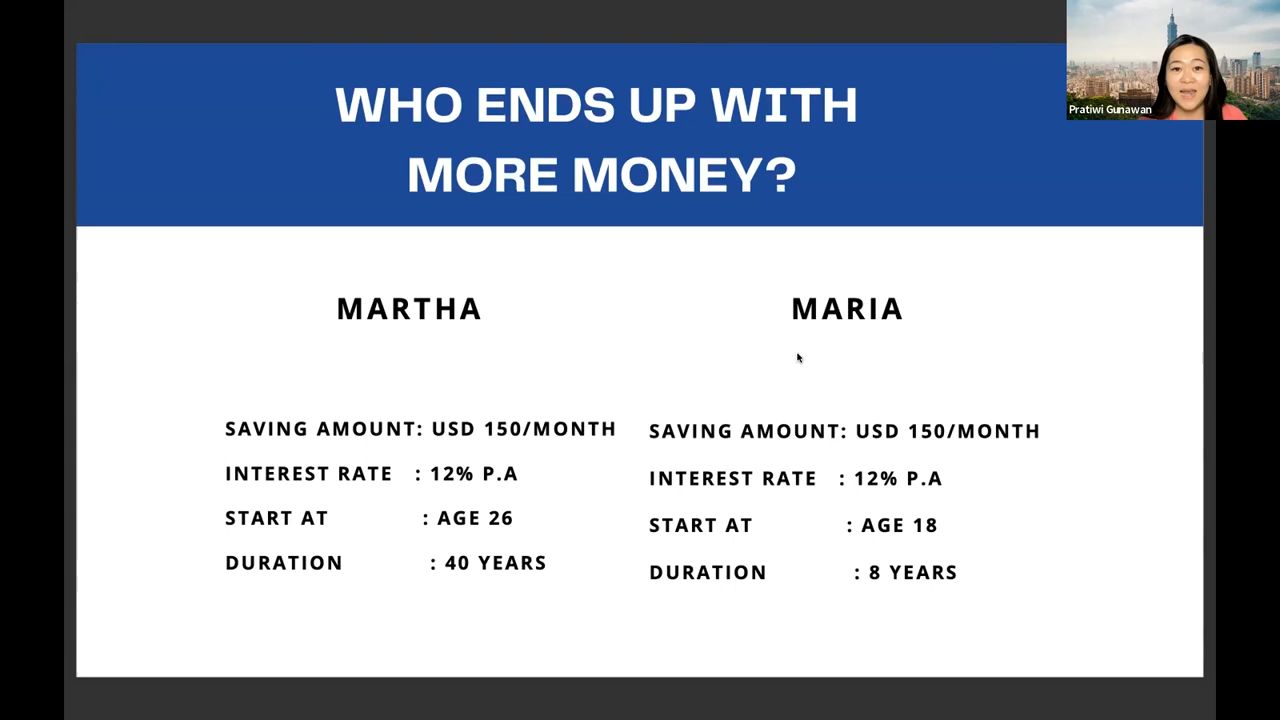 Pratiwi Gunawan
WHO ENDS UP WITH
MORE MONEY?
MARTHA
SAVING AMOUNT: USD 150/MONTH
INTEREST RATE : 12% P.A
START AT : AGE 26
DURATION : 40 YEARS
MARIA
SAVING AMOUNT: USD 150/MONTH
INTEREST RATE : 12% P.A
START AT : AGE 18
DURATION : 8 YEARS